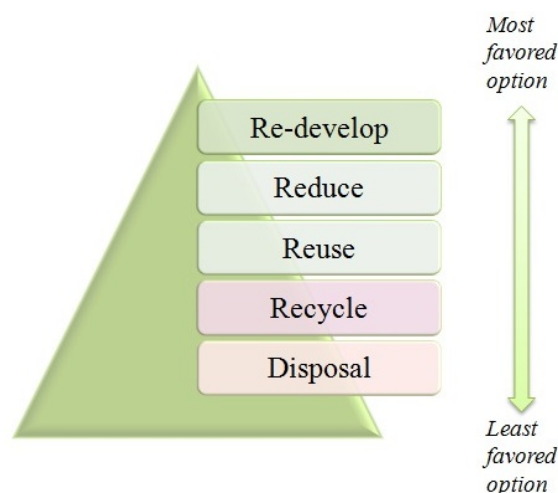 Most
favored
option
Re-develop
Reduce
Reuse
Recycle
Disposal
Least
favored
option